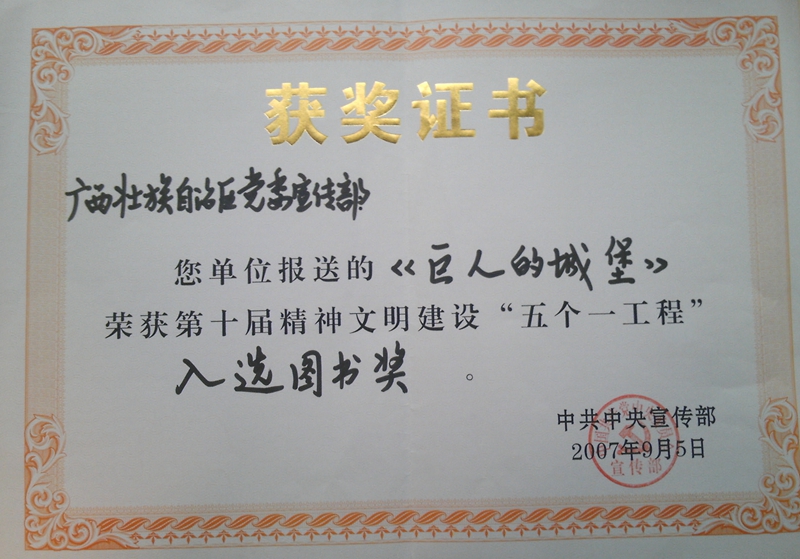 获奖证书
广西壮族自治区党委宣传部
您单位报送的《巨人的城堡》
荣获第十届精神文明建设“五个一工程”
入选图书奖。
中共中央宣传部
2007年9月5日
宣传部